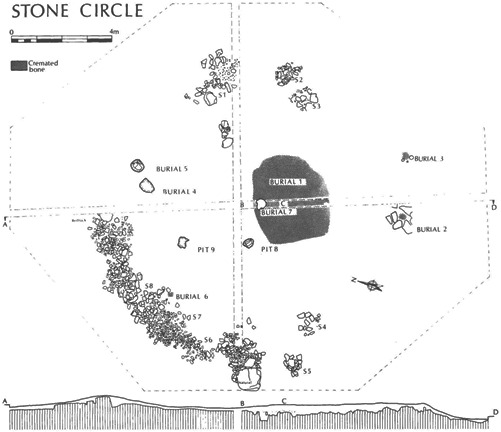 STONE CIRCLE
0 4m
Cremated
bone
S1
S2
S3
BURIAL 5
BURIAL 4
BURIAL 1
BURIAL 3
B C
BURIAL 7
A
D
BURIAL 2
PIT 9
PIT 8
N
S8
BURIAL 6
S7
S6
S4
S5
Natural
A B C D